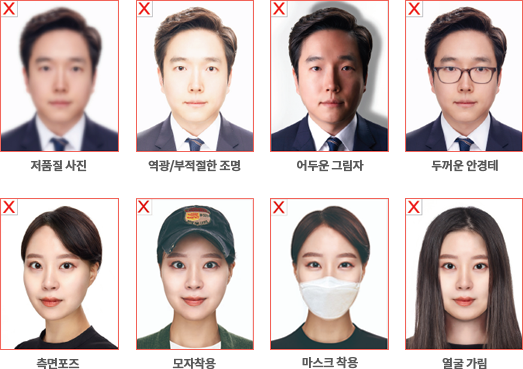 X
X
X
X
저품질 사진
역광/부적절한 조명
어두운 그림자
두꺼운 안경테
X
X
X
X
측면포즈
모자착용
마스크 착용
열굴 가림